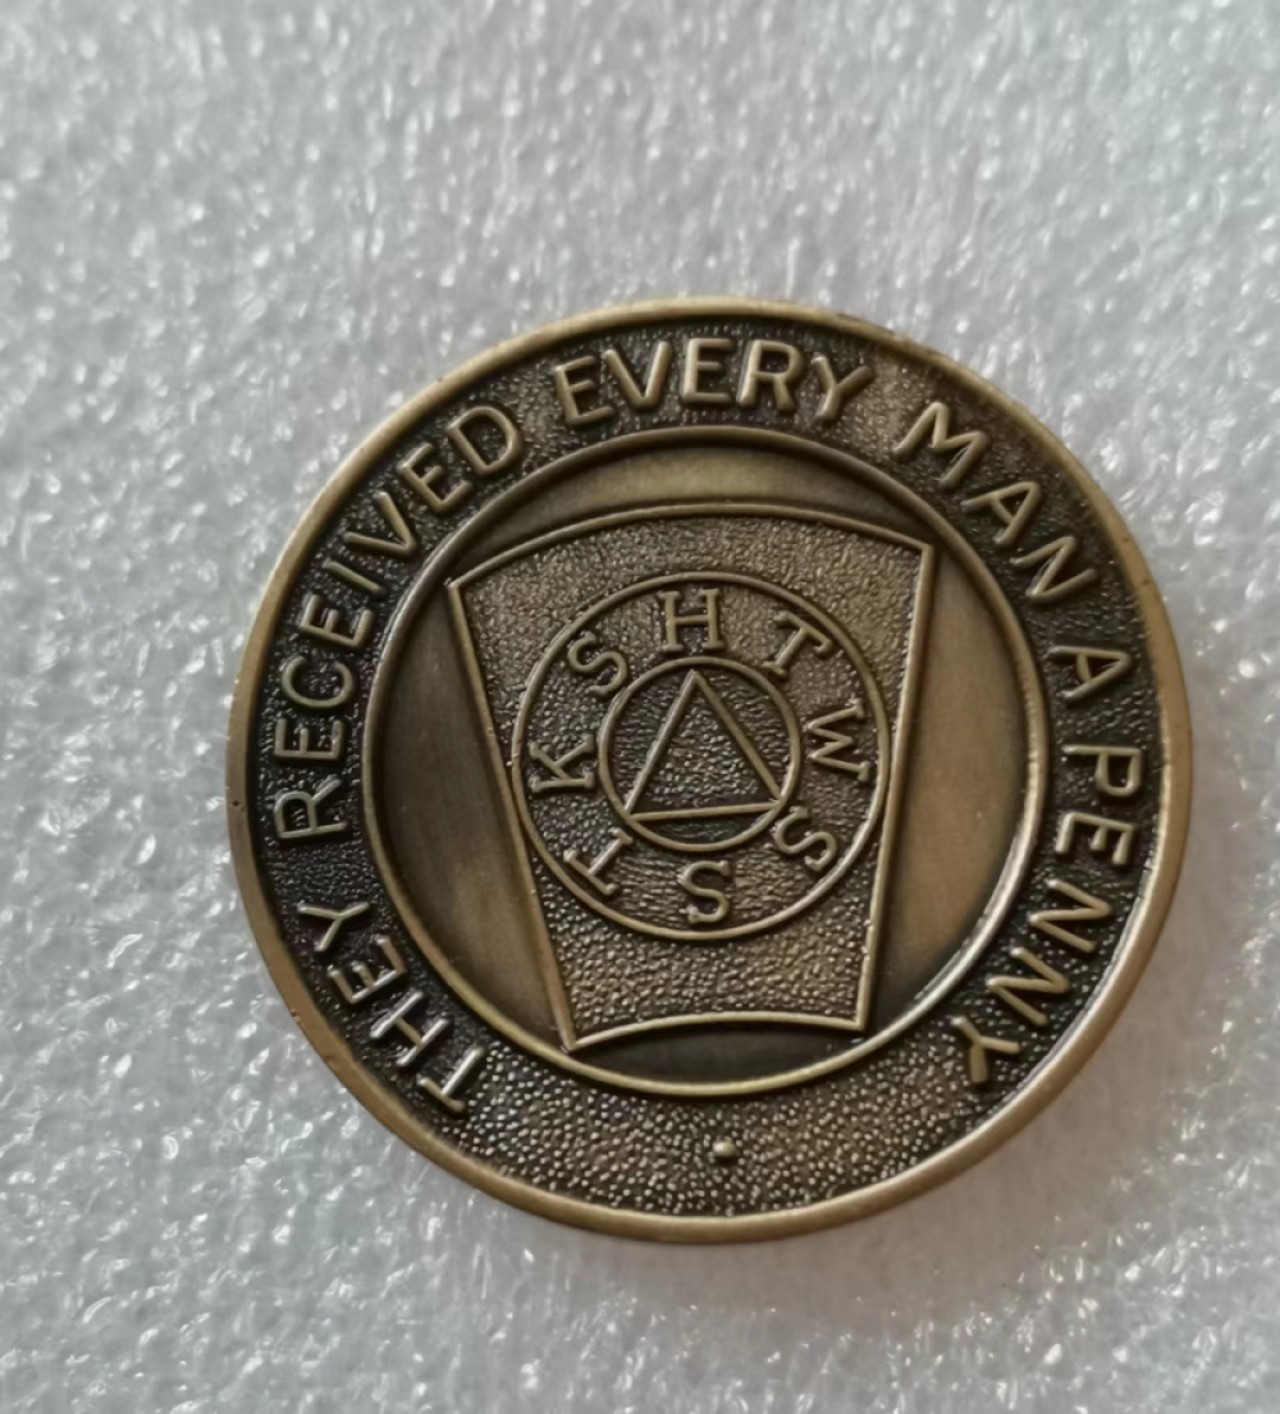 THEY RECEIVED EVERY MAN A PENNY
H T W S S T K S